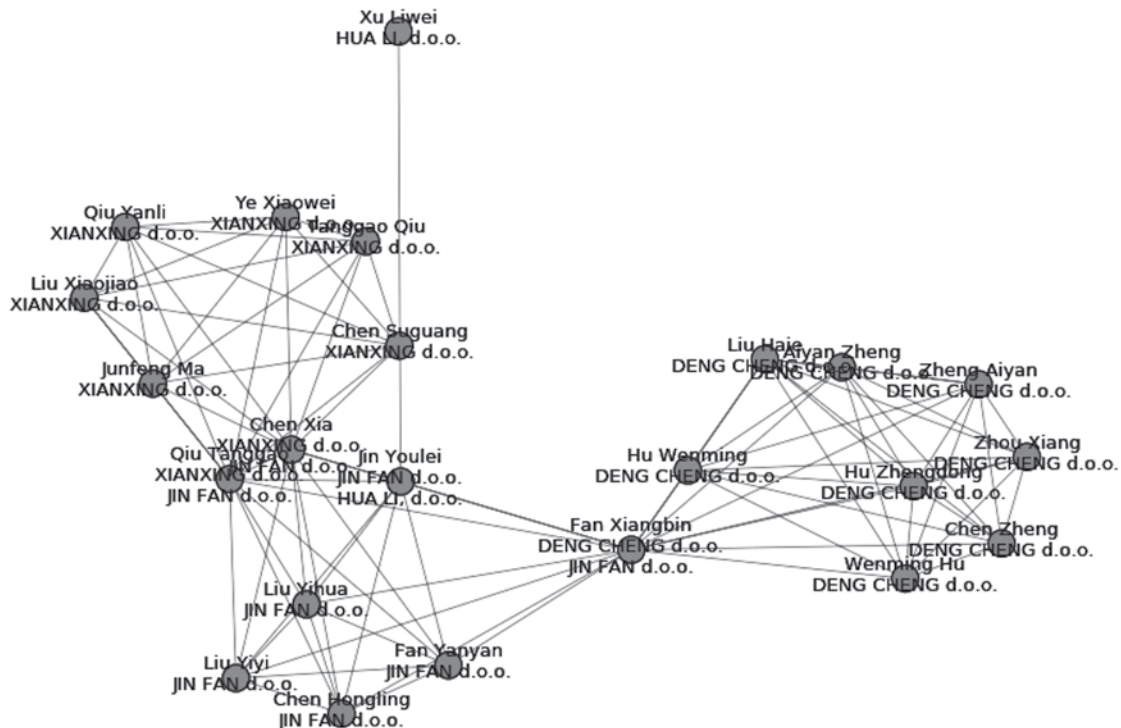 Xu Liwei
HUA LI, d.o.o.
Qiu Yanli
XIANXING d.o.o.
Ye Xiaowei
XIANXING d.o.o.
Tanggao Qiu
XIANXING d.o.o.
Liu Xiaojiao
XIANXING d.o.o.
Chen Suguang
XIANXING d.o.o.
Junfeng Ma
XIANXING d.o.o.
Chen Xia
XIANXING d.o.o.
JIN FAN d.o.o.
Qiu Tanggao
XIANXING d.o.o.
JIN FAN d.o.o.
Jin Youlei
JIN FAN d.o.o.
HUA LI, d.o.o.
Liu Haie
DENG CHENG d.o.o.
Aiyan Zheng
DENG CHENG d.o.o.
Zheng Aiyan
DENG CHENG d.o.o.
Hu Wenming
DENG CHENG d.o.o.
Zhou Xiang
DENG CHENG d.o.o.
Hu Zhengdong
DENG CHENG d.o.o.
Fan Xiangbin
DENG CHENG d.o.o.
JIN FAN d.o.o.
Chen Zheng
DENG CHENG d.o.o.
Wenming Hu
DENG CHENG d.o.o.
Liu Yihua
JIN FAN d.o.o.
Liu Yiyi
JIN FAN d.o.o.
Fan Yanyan
JIN FAN d.o.o.
Chen Hongling
JIN FAN d.o.o.